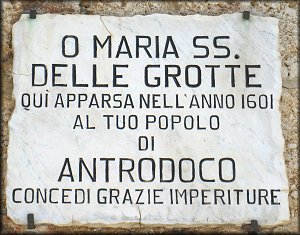 O MARIA SS.
DELLE GROTTE
QUÌ APPARSA NELL'ANNO 1601
AL TUO POPOLO
DI
ANTRODOCO
CONCEDI GRAZIE IMPERITURE